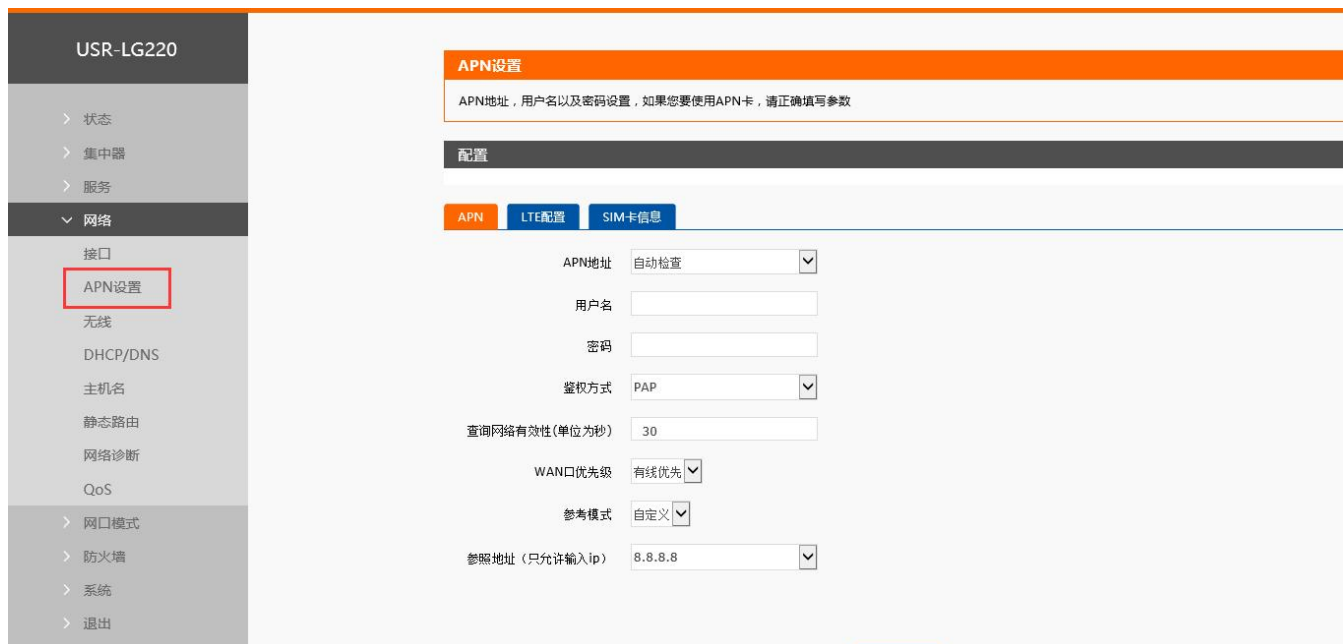 USR-LG220
状态
集中器
服务
网络
接口
APN设置
无线
DHCP/DNS
主机名
静态路由
网络诊断
QoS
网口模式
防火墙
系统
退出
APN设置
APN地址，用户名以及密码设置，如果您要使用APN卡，请正确填写参数
配置
APN LTE配置 SIM卡信息
APN地址 自动检查
用户名
密码
鉴权方式 PAP
查询网络有效性(单位为秒) 30
WAN口优先级 有线优先
参考模式 自定义
参照地址（只允许输入ip） 8.8.8.8